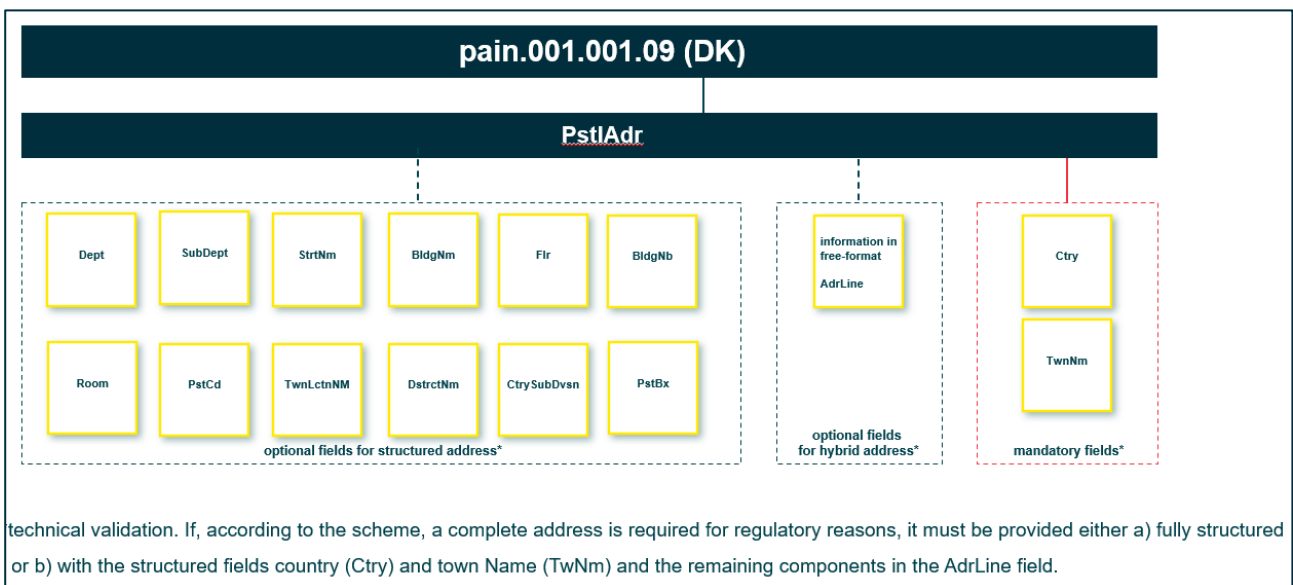 pain.001.001.09 (DK)
PstlAdr
Dept
SubDept
StrtNm
BldgNm
Flr
BldgNb
Room
PstCd
TwnLctnNM
DstrctNm
CtrySubDvsn
PstBx
optional fields for structured address*
information in
free-format
AdrLine
optional fields
for hybrid address*
Ctry
TwnNm
mandatory fields*
*technical validation. If, according to the scheme, a complete address is required for regulatory reasons, it must be provided either a) fully structured
or b) with the structured fields country (Ctry) and town Name (TwNm) and the remaining components in the AdrLine field.